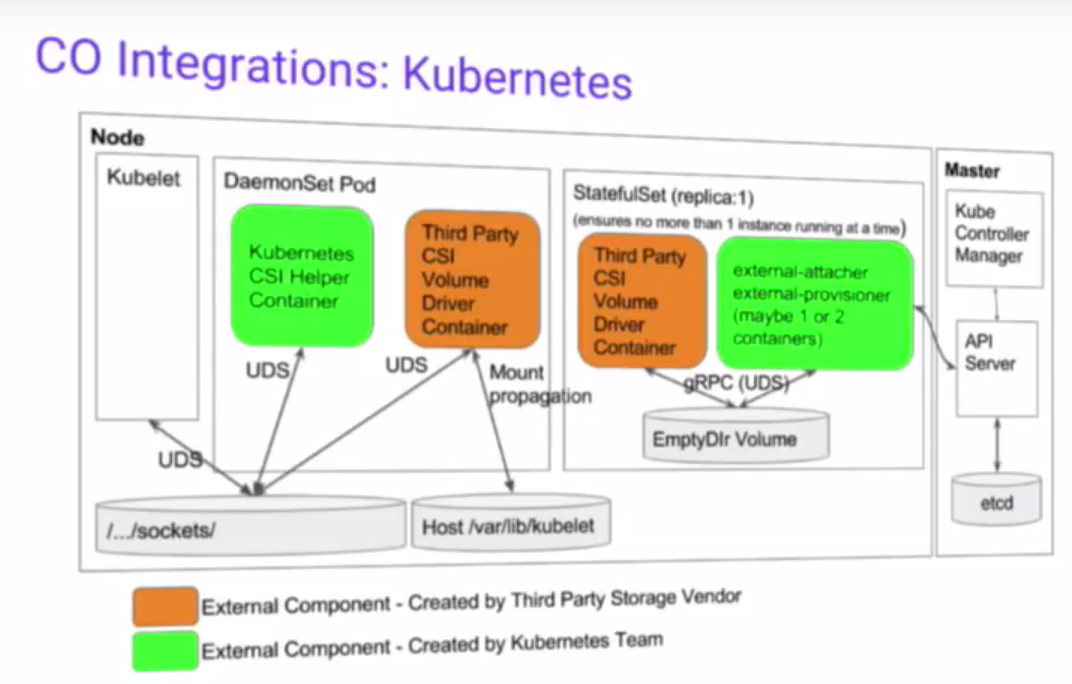 CO Integrations: Kubernetes
Node
Kubelet
DaemonSet Pod
Kubernetes
CSI Helper
Container
Third Party
CSI
Volume
Driver
Container
UDS
UDS
Mount
propagation
UDS
/.../sockets/
Host /var/lib/kubelet
StatefulSet (replica:1)
(ensures no more than 1 instance running at a time)
Third Party
CSI
Volume
Driver
Container
external-attacher
external-provisioner
(maybe 1 or 2
containers)
gRPC (UDS)
EmptyDIr Volume
Master
Kube
Controller
Manager
API
Server
etcd
External Component - Created by Third Party Storage Vendor
External Component - Created by Kubernetes Team